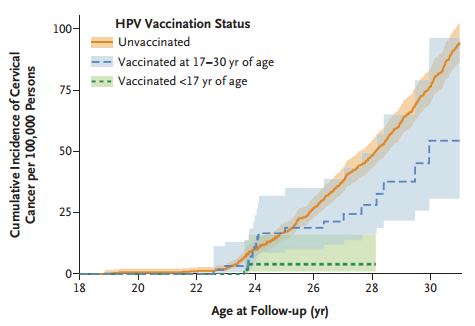 HPV Vaccination Status
Unvaccinated
Vaccinated at 17–30 yr of age
Vaccinated <17 yr of age
Cumulative Incidence of Cervical
Cancer per 100,000 Persons
100
75
50
25
0
18 20 22 24 26 28 30
Age at Follow-up (yr)